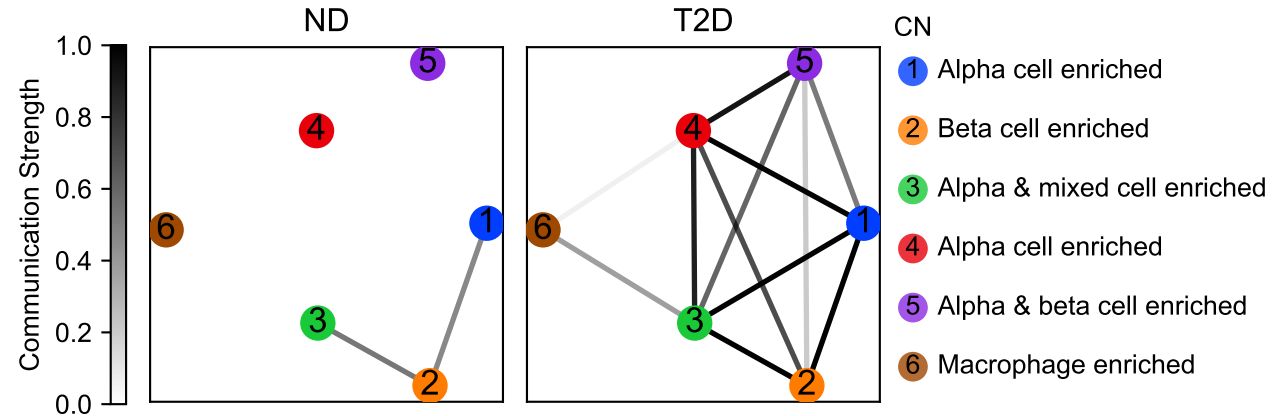 ND
T2D
CN
Communication Strength
1.0
0.8
0.6
0.4
0.2
0.0
5
4
6
1
3
2
5
4
6
1
3
2
1 Alpha cell enriched
2 Beta cell enriched
3 Alpha & mixed cell enriched
4 Alpha cell enriched
5 Alpha & beta cell enriched
6 Macrophage enriched